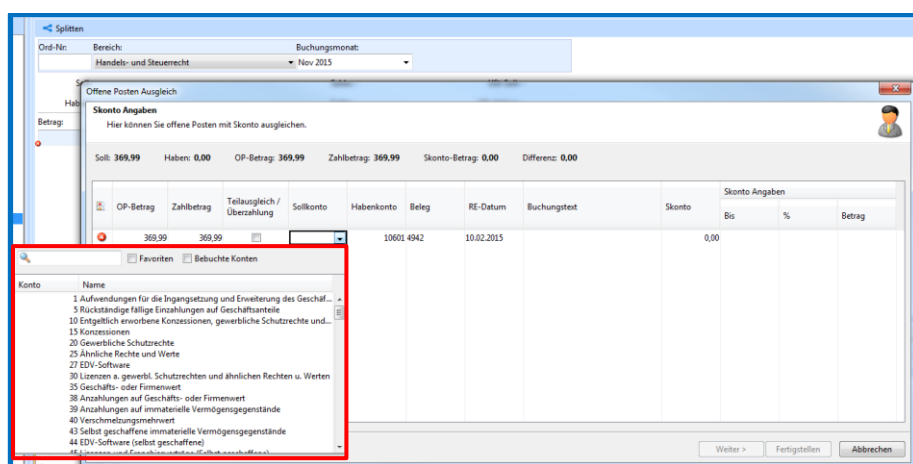 Splitten
Ord-Nr: Bereich: Buchungsmonat:
Handels- und Steuerrecht Nov 2015
Hab
Betrag:
Offene Posten Ausgleich
Skonto Angaben
Hier können Sie offene Posten mit Skonto ausgleichen.
Soll: 369,99 Haben: 0,00 OP-Betrag: 369,99 Zahlbetrag: 369,99 Skonto-Betrag: 0,00 Differenz: 0,00
Skonto Angaben
OP-Betrag Zahlbetrag Teilausgleich / Überzahlung Sollkonto Habenkonto Beleg RE-Datum Buchungstext Skonto Bis % Betrag
369,99 369,99 10601 4942 10.02.2015 0,00
Favoriten Bebuchte Konten
Konto Name
1 Aufwendungen für die Ingangsetzung und Erweiterung des Geschäf...
5 Rückständige fällige Einzahlungen auf Geschäftsanteile
10 Entgeltlich erworbene Konzessionen, gewerbliche Schutzrechte und...
15 Konzessionen
20 Gewerbliche Schutzrechte
25 Ähnliche Rechte und Werte
27 EDV-Software
30 Lizenzen a. gewerbl. Schutzrechten und ähnlichen Rechten u. Werten
35 Geschäfts- oder Firmenwert
38 Anzahlungen auf Geschäfts- oder Firmenwert
39 Anzahlungen auf immaterielle Vermögensgegenstände
40 Verschmelzungsmehrwert
43 Selbst geschaffene immaterielle Vermögensgegenstände
44 EDV-Software (selbst geschaffene)
Weiter > Fertigstellen Abbrechen